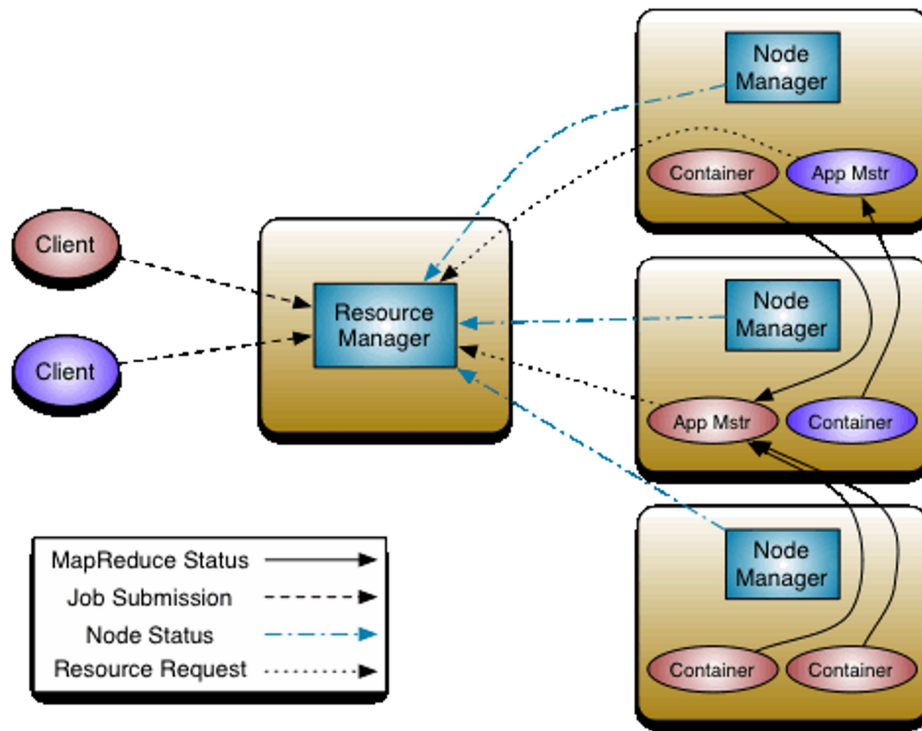 Client
Client
Resource
Manager
Node
Manager
Container
App Mstr
Node
Manager
App Mstr
Container
Node
Manager
Container
Container
MapReduce Status
Job Submission
Node Status
Resource Request